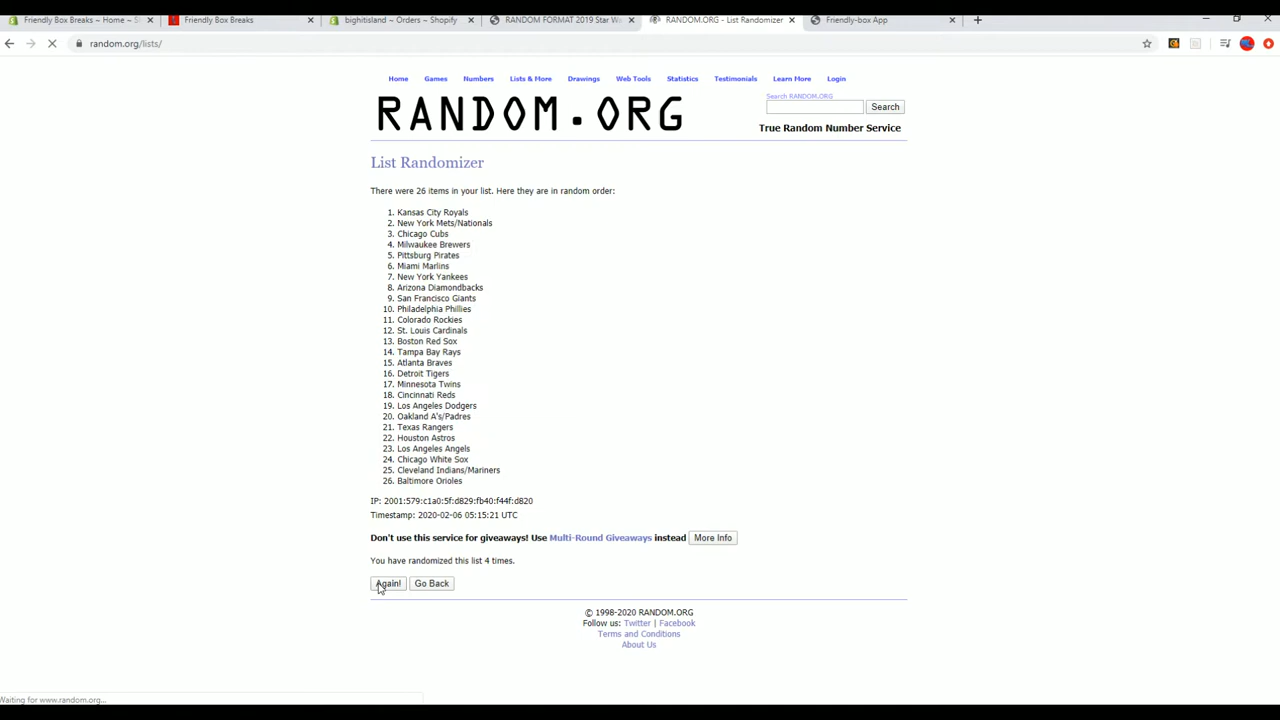 Friendly Box Breaks ~ Home ~ S
Friendly Box Breaks
bighitisland ~ Orders ~ Shopify
RANDOM FORMAT 2019 Star Wa
RANDOM.ORG - List Randomizer
Friendly-box App
random.org/lists/
Home Games Numbers Lists & More Drawings Web Tools Statistics Testimonials Learn More Login
RANDOM.ORG
Search RANDOM.ORG
Search
True Random Number Service
List Randomizer
There were 26 items in your list. Here they are in random order:
1. Kansas City Royals
2. New York Mets/Nationals
3. Chicago Cubs
4. Milwaukee Brewers
5. Pittsburg Pirates
6. Miami Marlins
7. New York Yankees
8. Arizona Diamondbacks
9. San Francisco Giants
10. Philadelphia Phillies
11. Colorado Rockies
12. St. Louis Cardinals
13. Boston Red Sox
14. Tampa Bay Rays
15. Atlanta Braves
16. Detroit Tigers
17. Minnesota Twins
18. Cincinnati Reds
19. Los Angeles Dodgers
20. Oakland A's/Padres
21. Texas Rangers
22. Houston Astros
23. Los Angeles Angels
24. Chicago White Sox
25. Cleveland Indians/Mariners
26. Baltimore Orioles
IP: 2001:579:c1a0:5f:d829:fb40:f44f:d820
Timestamp: 2020-02-06 05:15:21 UTC
Don't use this service for giveaways! Use Multi-Round Giveaways instead More Info
You have randomized this list 4 times.
Again! Go Back
© 1998-2020 RANDOM.ORG
Follow us: Twitter | Facebook
Terms and Conditions
About Us
Waiting for www.random.org...